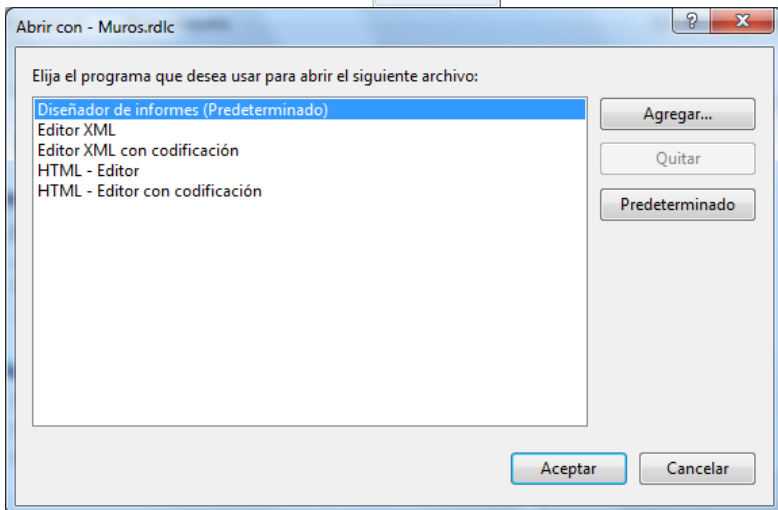 Abrir con - Muros.rdlc
Elija el programa que desea usar para abrir el siguiente archivo:
Diseñador de informes (Predeterminado)
Editor XML
Editor XML con codificación
HTML - Editor
HTML - Editor con codificación
Agregar...
Quitar
Predeterminado
Aceptar
Cancelar